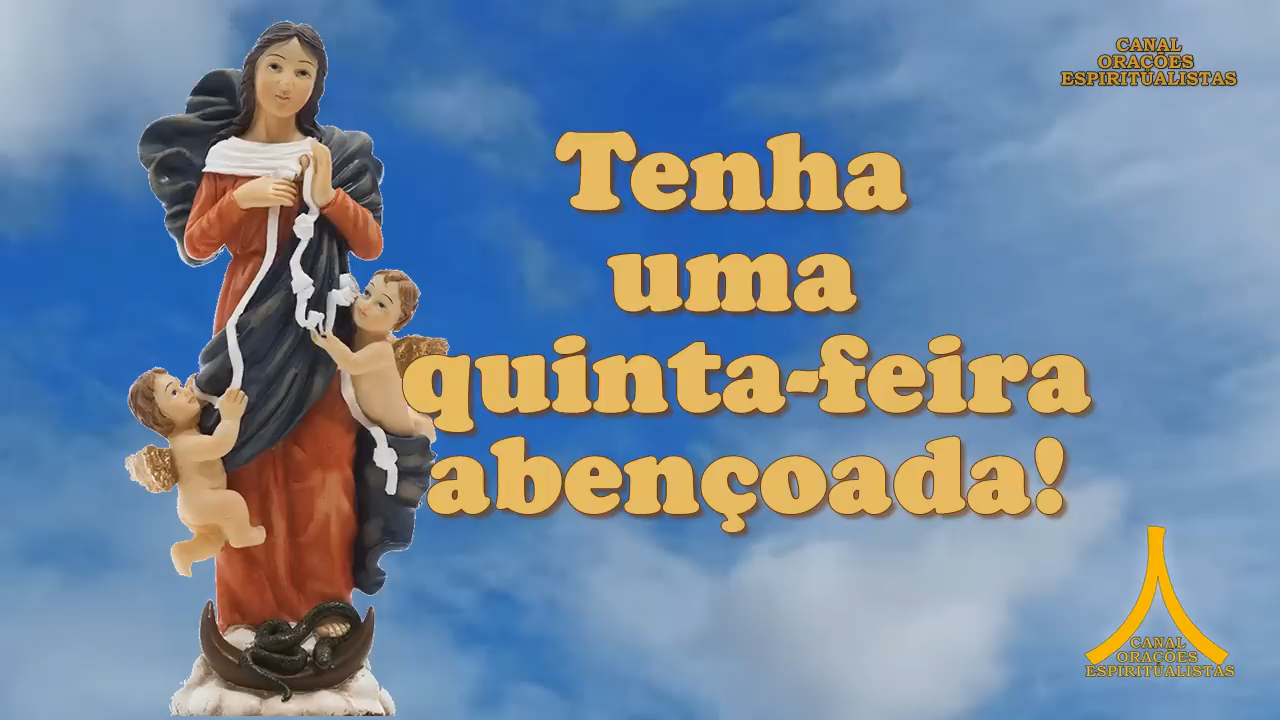 CANAL
ORAÇÕES
ESPIRITUALISTAS
Tenha
uma
quinta-feira
abençoada!
CANAL
ORAÇÕES
ESPIRITUALISTAS